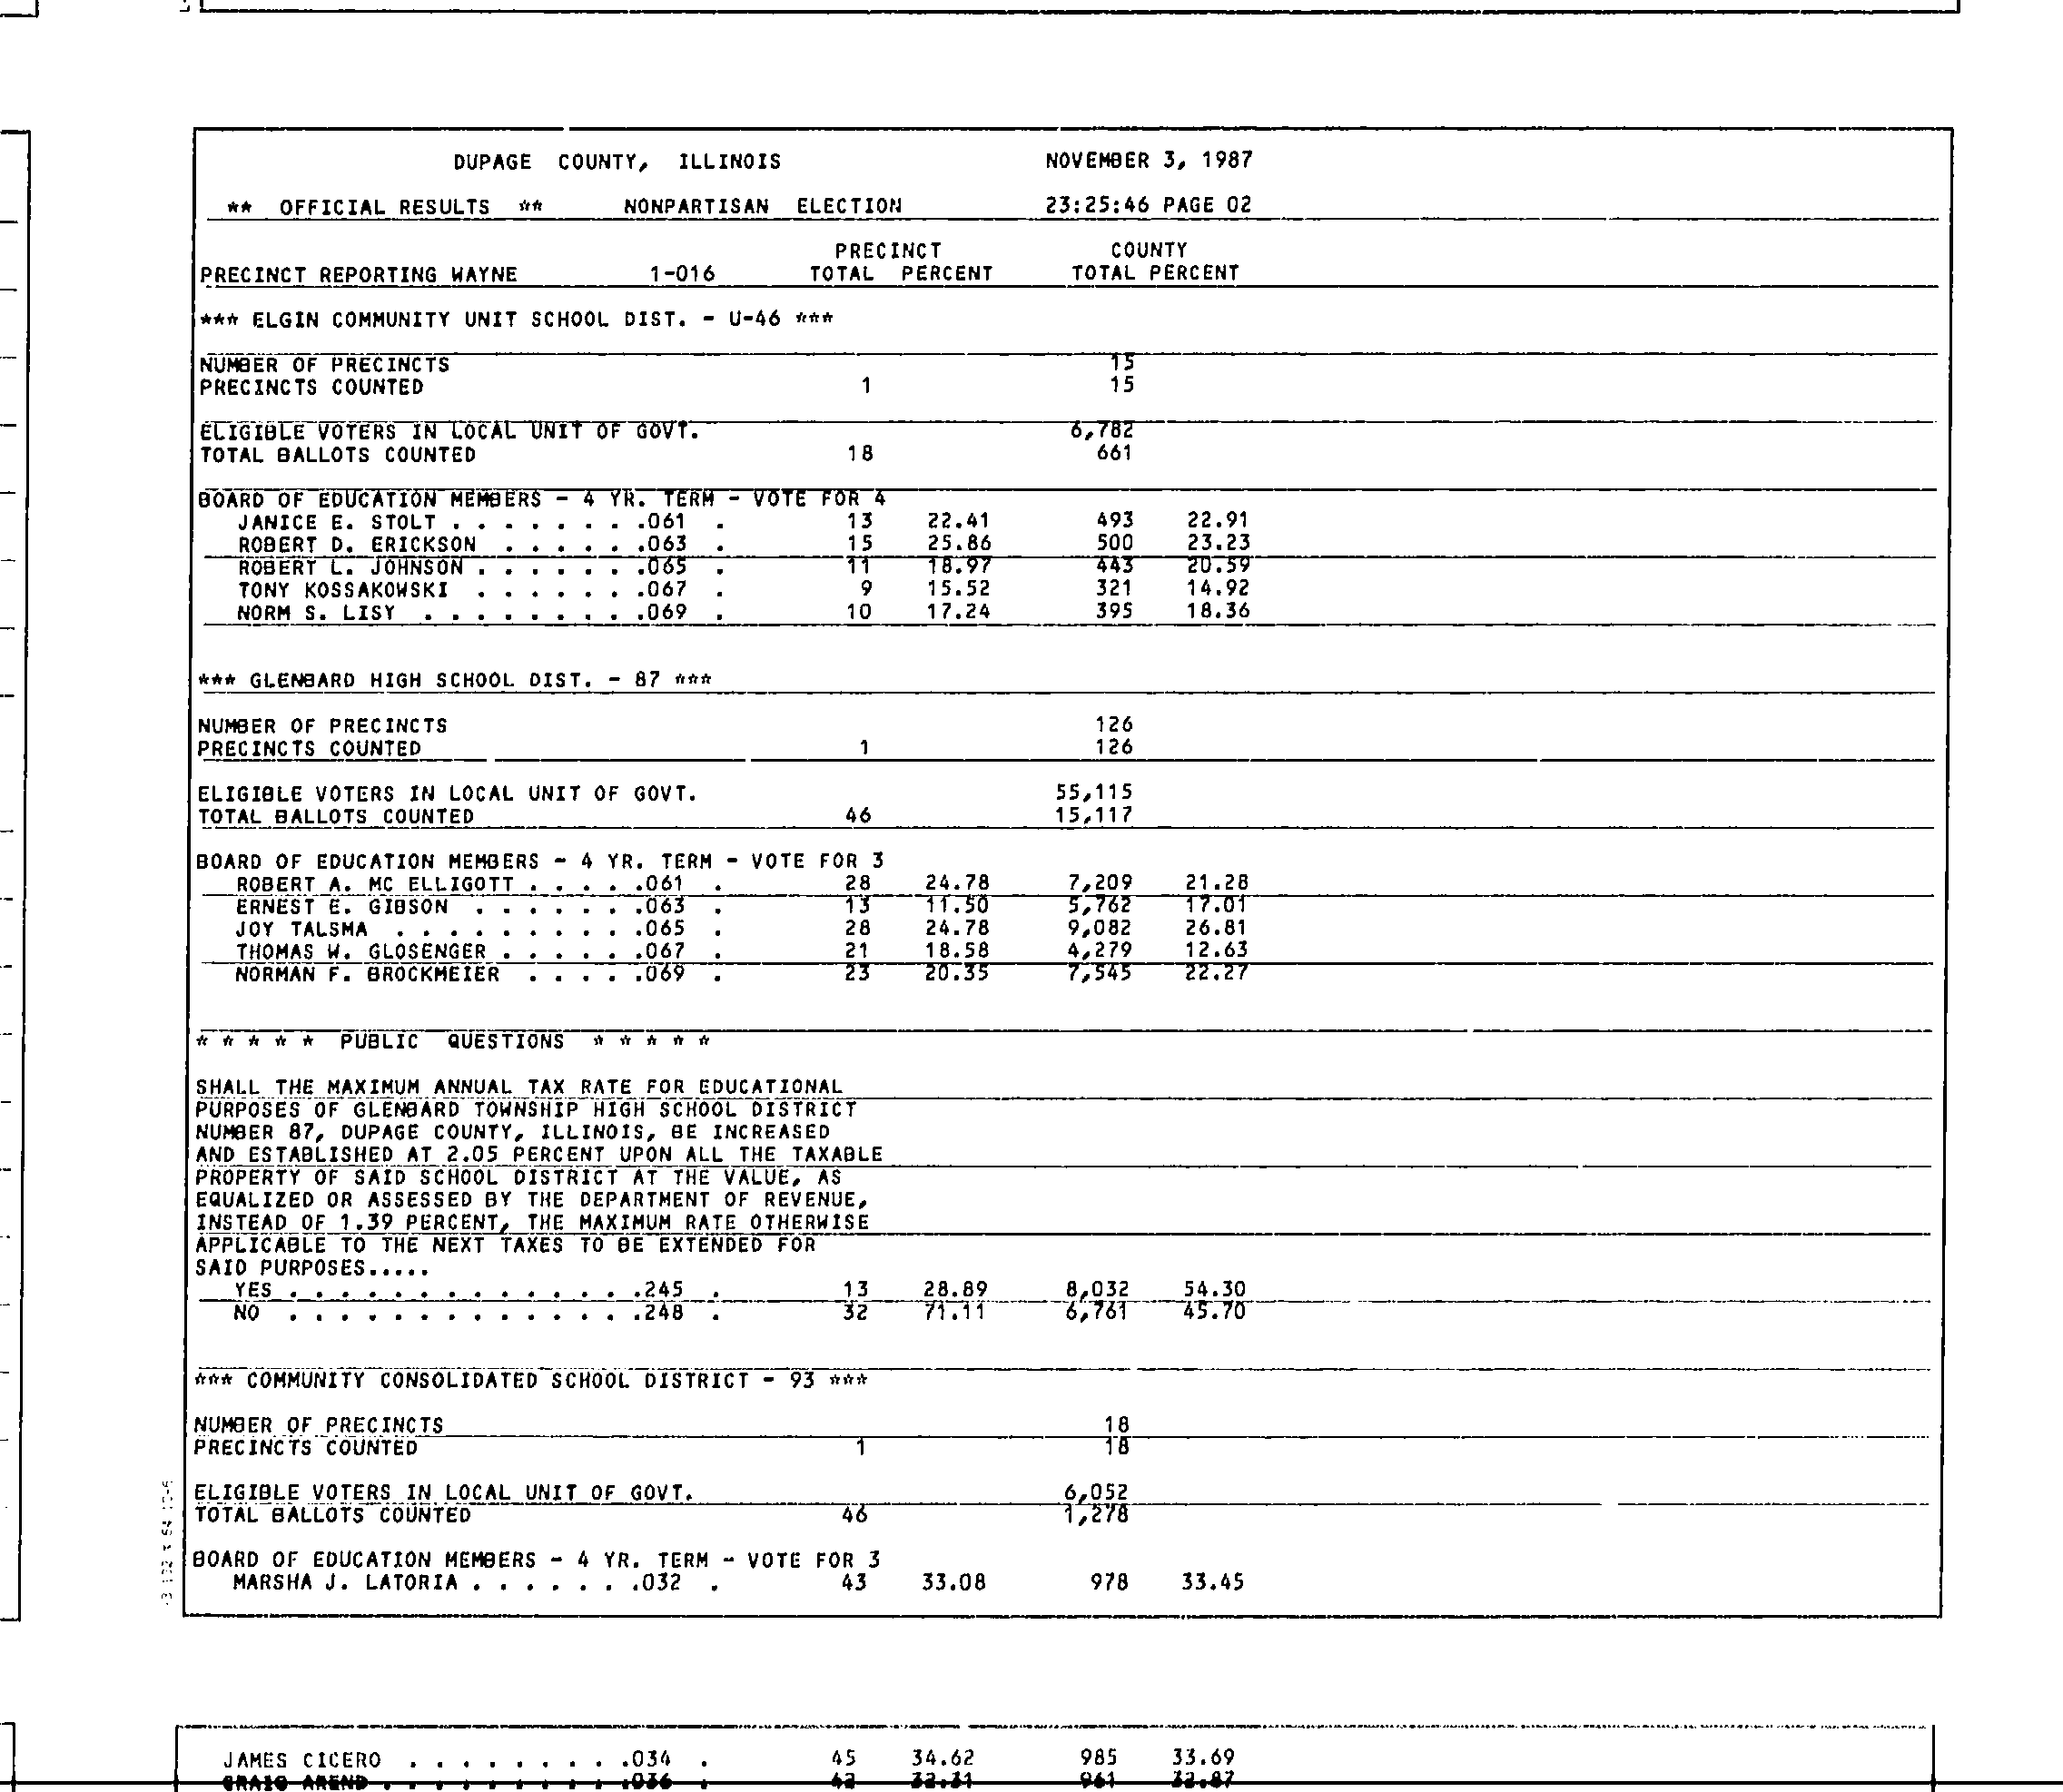 DUPAGE COUNTY, ILLINOIS NOVEMBER 3, 1987
** OFFICIAL RESULTS ** NONPARTISAN ELECTION 23:25:46 PAGE 02
PRECINCT COUNTY
PRECINCT REPORTING WAYNE 1-016 TOTAL PERCENT TOTAL PERCENT
*** ELGIN COMMUNITY UNIT SCHOOL DIST. - U-46 ***
NUMBER OF PRECINCTS 15
PRECINCTS COUNTED 1 15
ELIGIBLE VOTERS IN LOCAL UNIT OF GOVT. 6,782
TOTAL BALLOTS COUNTED 18 661
BOARD OF EDUCATION MEMBERS - 4 YR. TERM - VOTE FOR 4
JANICE E. STOLT . . . . . . . .061 . 13 22.41 493 22.91
ROBERT D. ERICKSON . . . . . .063 . 15 25.86 500 23.23
ROBERT L. JOHNSON . . . . . . .065 . 11 18.97 443 20.59
TONY KOSSAKOWSKI . . . . . . .067 . 9 15.52 321 14.92
NORM S. LISY . . . . . . . . .069 . 10 17.24 395 18.36
*** GLENBARD HIGH SCHOOL DIST. - 87 ***
NUMBER OF PRECINCTS 126
PRECINCTS COUNTED 1 126
ELIGIBLE VOTERS IN LOCAL UNIT OF GOVT. 55,115
TOTAL BALLOTS COUNTED 46 15,117
BOARD OF EDUCATION MEMBERS - 4 YR. TERM - VOTE FOR 3
ROBERT A. MC ELLIGOTT . . . . .061 . 28 24.78 7,209 21.28
ERNEST E. GIBSON . . . . . . .063 . 13 11.50 5,762 17.01
JOY TALSMA . . . . . . . . . .065 . 28 24.78 9,082 26.81
THOMAS W. GLOSENGER . . . . . .067 . 21 18.58 4,279 12.63
NORMAN F. BROCKMEIER . . . . .069 . 23 20.35 7,545 22.27
* * * * * PUBLIC QUESTIONS * * * * *
SHALL THE MAXIMUM ANNUAL TAX RATE FOR EDUCATIONAL
PURPOSES OF GLENBARD TOWNSHIP HIGH SCHOOL DISTRICT
NUMBER 87, DUPAGE COUNTY, ILLINOIS, BE INCREASED
AND ESTABLISHED AT 2.05 PERCENT UPON ALL THE TAXABLE
PROPERTY OF SAID SCHOOL DISTRICT AT THE VALUE, AS
EQUALIZED OR ASSESSED BY THE DEPARTMENT OF REVENUE,
INSTEAD OF 1.39 PERCENT, THE MAXIMUM RATE OTHERWISE
APPLICABLE TO THE NEXT TAXES TO BE EXTENDED FOR
SAID PURPOSES.....
YES . . . . . . . . . . . . . .245 . 13 28.89 8,032 54.30
NO . . . . . . . . . . . . . .248 . 32 71.11 6,761 45.70
*** COMMUNITY CONSOLIDATED SCHOOL DISTRICT - 93 ***
NUMBER OF PRECINCTS 18
PRECINCTS COUNTED 1 18
ELIGIBLE VOTERS IN LOCAL UNIT OF GOVT. 6,052
TOTAL BALLOTS COUNTED 46 1,278
BOARD OF EDUCATION MEMBERS - 4 YR. TERM - VOTE FOR 3
MARSHA J. LATORIA . . . . . . .032 . 43 33.08 978 33.45
JAMES CICERO . . . . . . . . .034 . 45 34.62 985 33.69
CRAIG AREND . . . . . . . . . .036 . 42 32.31 961 32.87